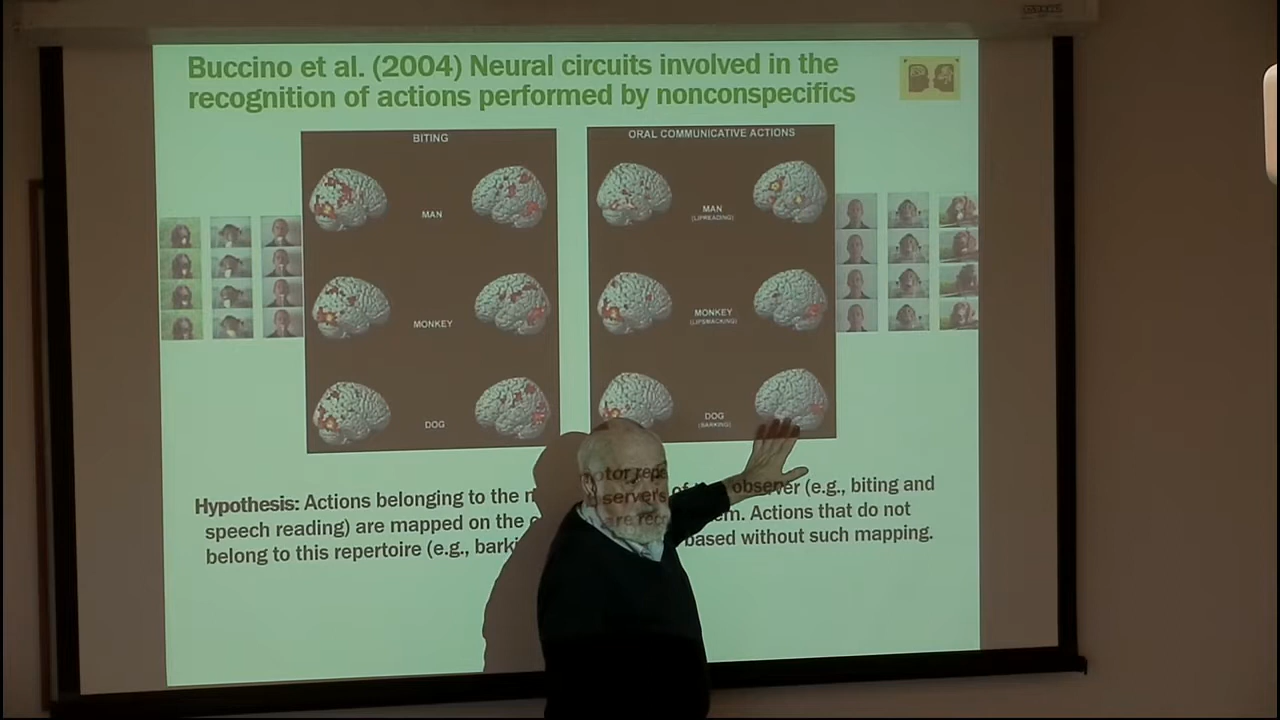 Buccino et al. (2004) Neural circuits involved in the
recognition of actions performed by nonconspecifics
BITING
MAN
MONKEY
DOG
ORAL COMMUNICATIVE ACTIONS
MAN
(LIPREADING)
MONKEY
(LIPSMACKING)
DOG
(BARKING)
Hypothesis: Actions belonging to the observer (e.g., biting and
speech reading) are mapped on the Actions that do not
belong to this repertoire (e.g., based without such mapping.